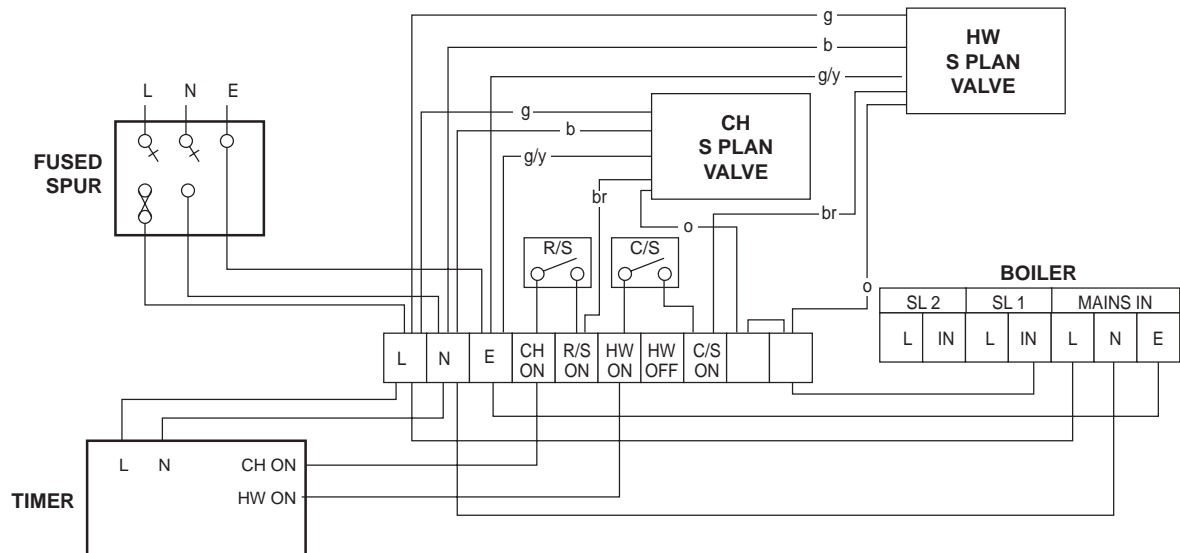 g
HW
S PLAN
VALVE
b
g/y
L N E
g
CH
S PLAN
VALVE
b
g/y
FUSED
SPUR
br
br
o
R/S
C/S
BOILER
o
SL 2 SL 1 MAINS IN
L IN L IN L N E
L N E CH ON R/S ON HW ON HW OFF C/S ON
L N CH ON
HW ON
TIMER